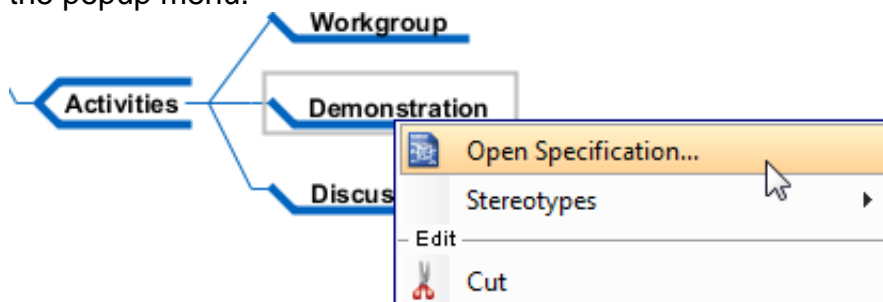 the popup menu.
Workgroup
Activities
Demonstration
Open Specification...
Discus
Stereotypes
Edit
Cut